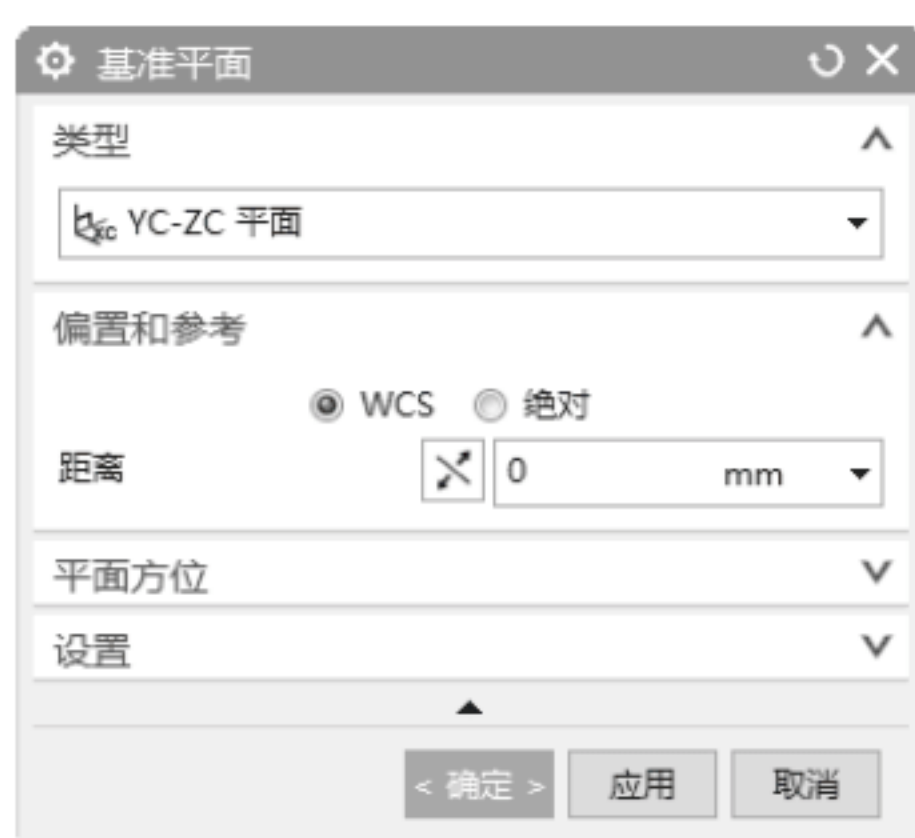 基准平面
类型
YC-ZC 平面
偏置和参考
WCS 绝对
距离 0 mm
平面方位
设置
< 确定 > 应用 取消